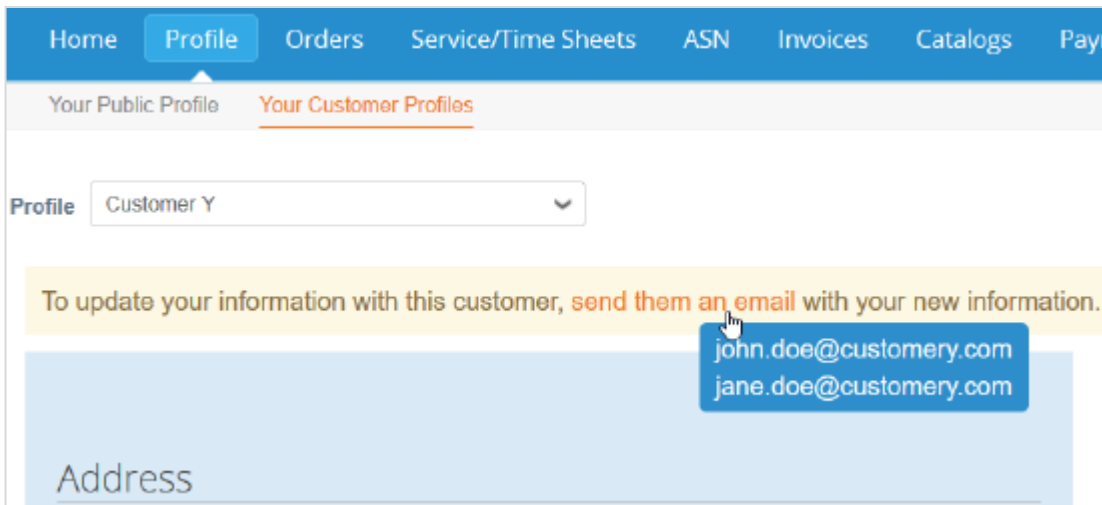 Home Profile Orders Service/Time Sheets ASN Invoices Catalogs
Your Public Profile Your Customer Profiles
Profile Customer Y
To update your information with this customer, send them an email with your new information.
john.doe@customery.com
jane.doe@customery.com
Address